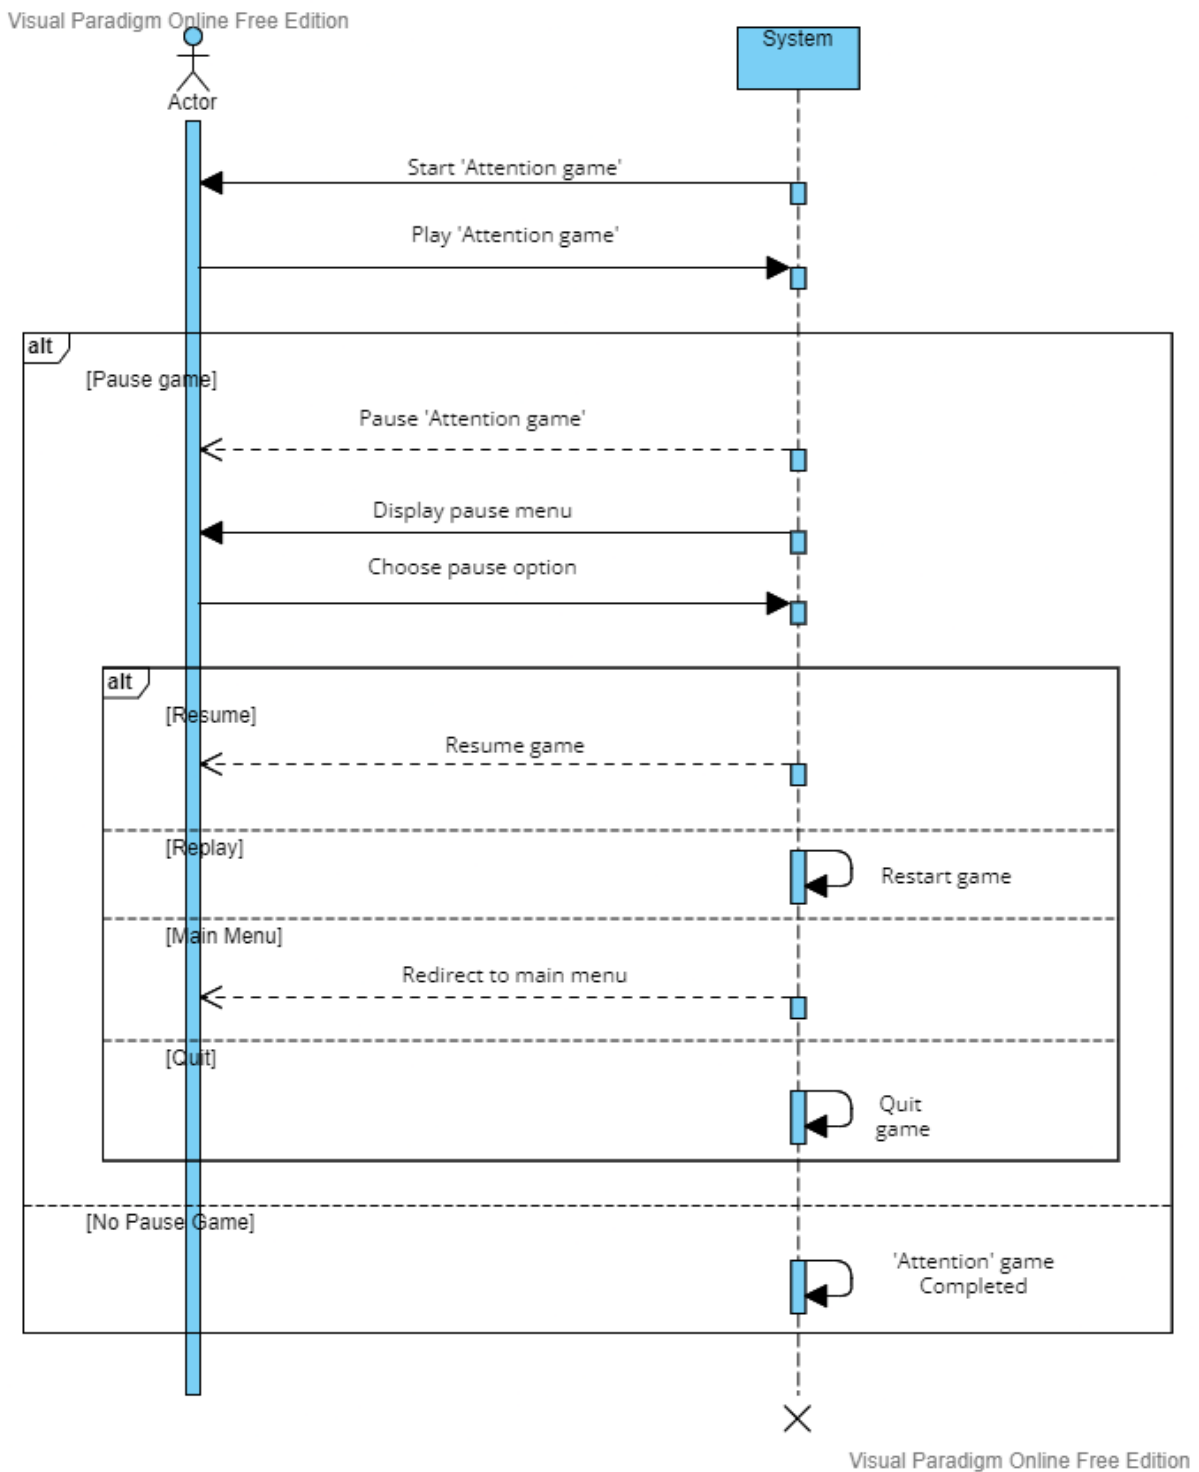 Visual Paradigm Online Free Edition
System
Actor
Start 'Attention game'
Play 'Attention game'
alt
[Pause game]
Pause 'Attention game'
Display pause menu
Choose pause option
alt
[Resume]
Resume game
[Replay]
Restart game
[Main Menu]
Redirect to main menu
[Quit]
Quit
game
[No Pause Game]
'Attention' game
Completed
Visual Paradigm Online Free Edition